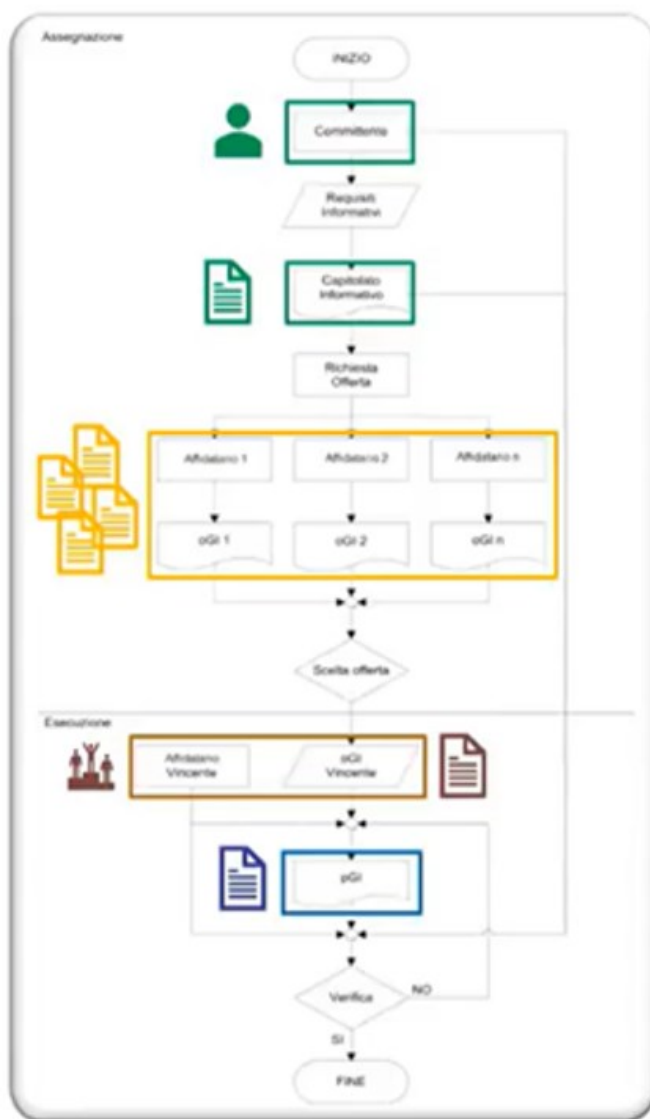 Assegnazione
INIZIO
Committente
Requisiti
Informativi
Capitolato
Informativo
Richiesta
Offerta
Affidatario 1
Affidatario 2
Affidatario n
oGI 1
oGI 2
oGI n
Scelta offerta
Esecuzione
Affidatario
Vincente
oGI
Vincente
pGI
Verifica
NO
SI
FINE